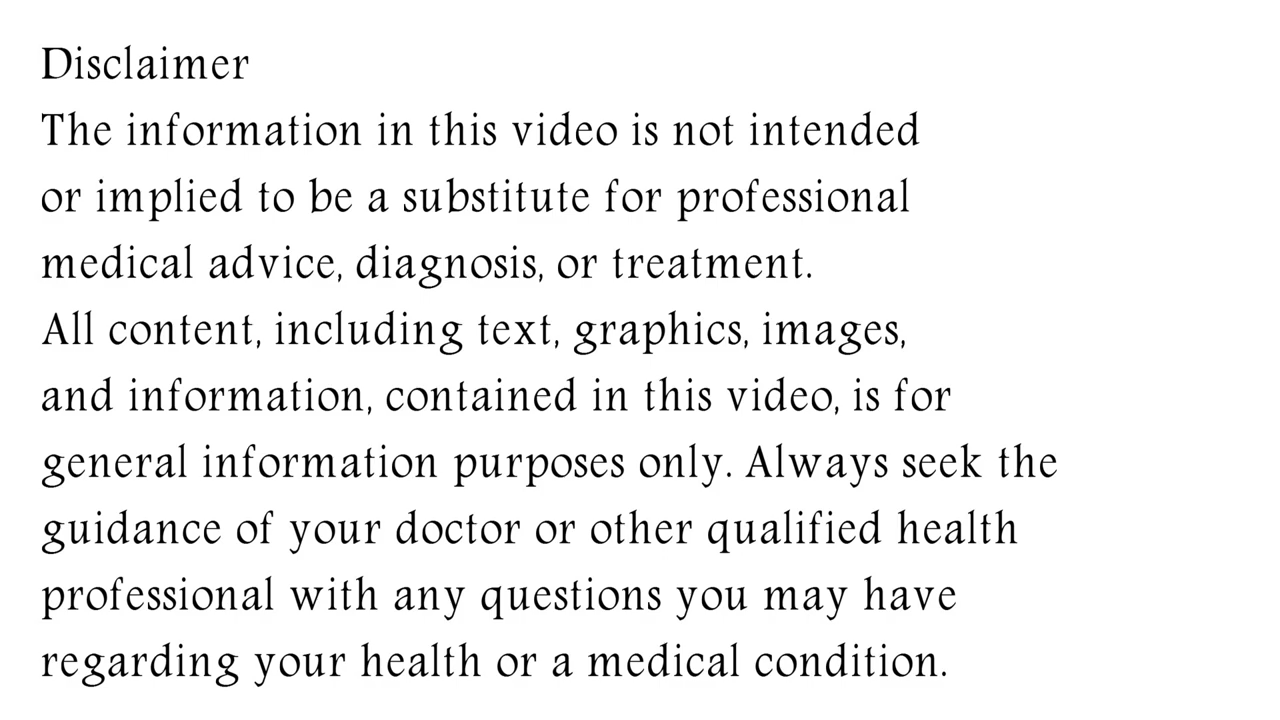 Disclaimer
The information in this video is not intended
or implied to be a substitute for professional
medical advice, diagnosis, or treatment.
All content, including text, graphics, images,
and information, contained in this video, is for
general information purposes only. Always seek the
guidance of your doctor or other qualified health
professional with any questions you may have
regarding your health or a medical condition.